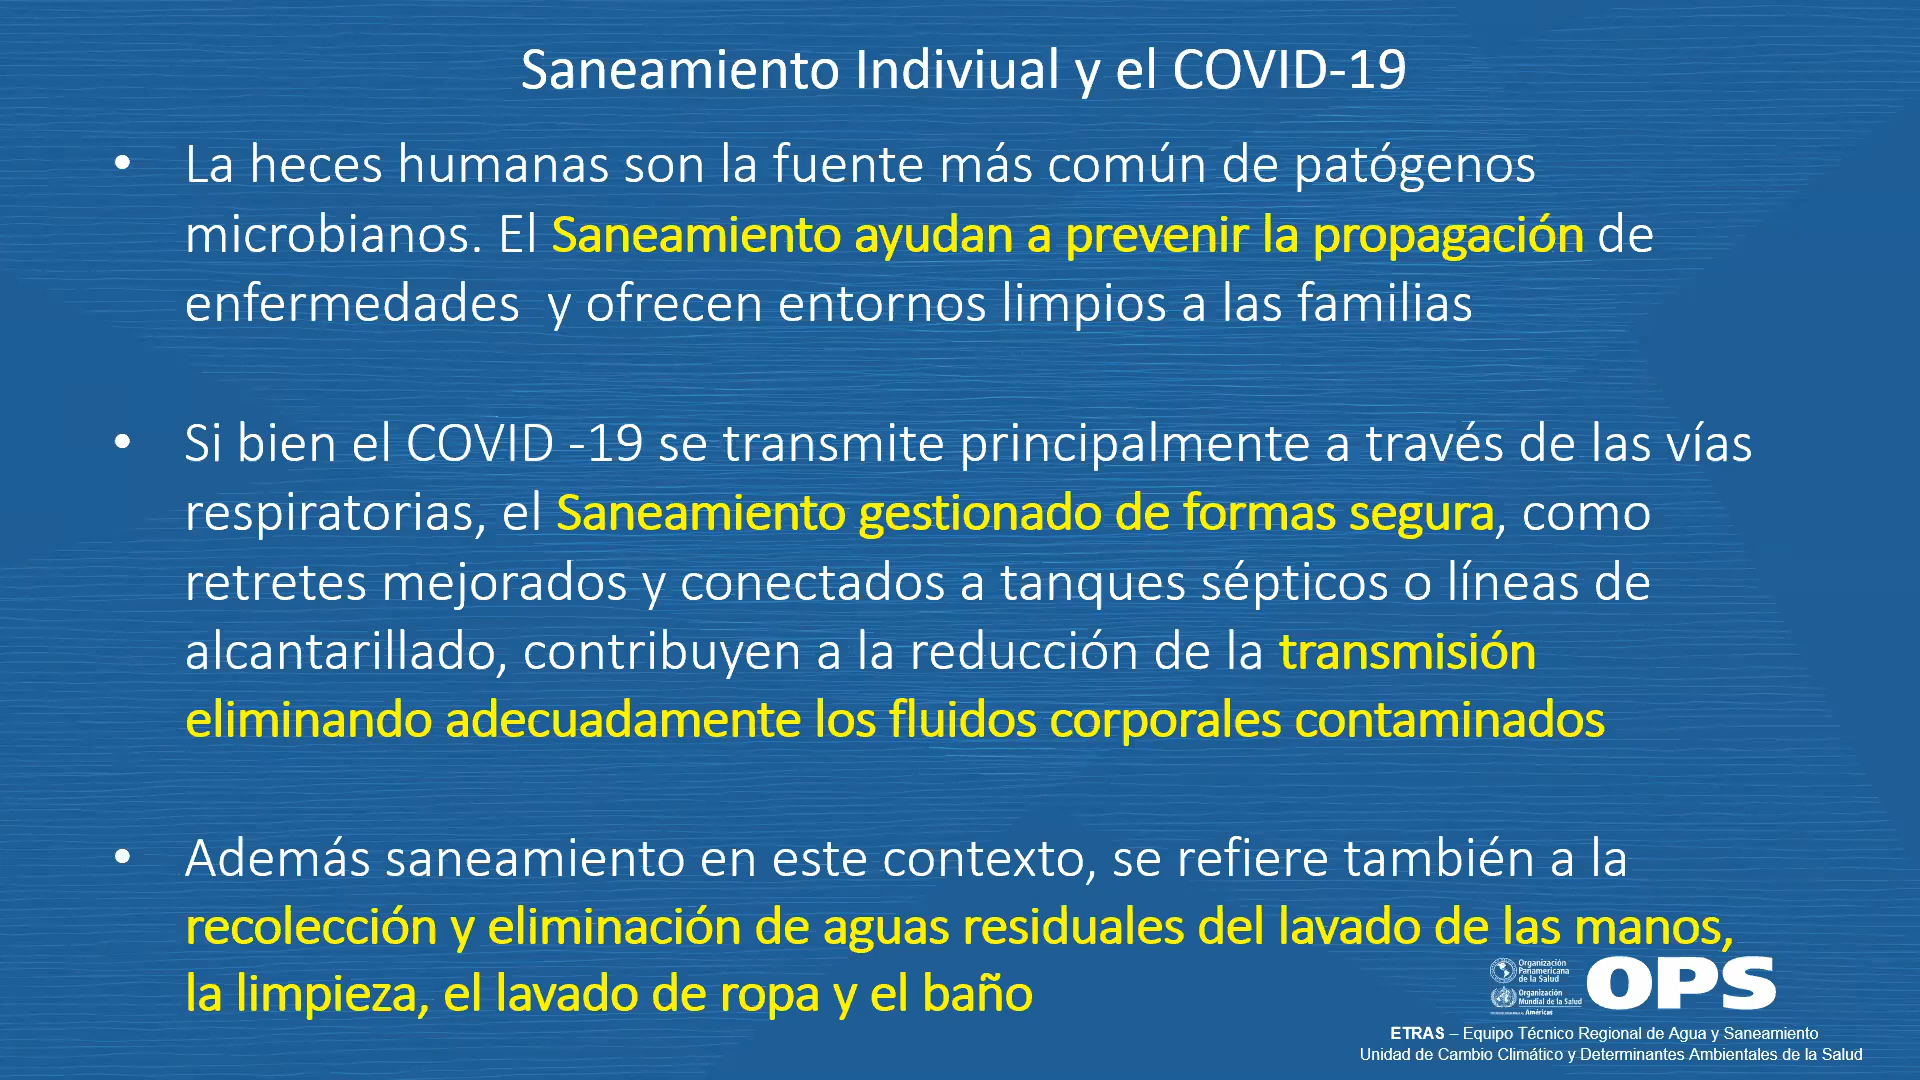 Saneamiento Indiviual y el COVID-19
• La heces humanas son la fuente más común de patógenos
microbianos. El Saneamiento ayudan a prevenir la propagación de
enfermedades  y ofrecen entornos limpios a las familias
• Si bien el COVID -19 se transmite principalmente a través de las vías
respiratorias, el Saneamiento gestionado de formas segura, como
retretes mejorados y conectados a tanques sépticos o líneas de
alcantarillado, contribuyen a la reducción de la transmisión
eliminando adecuadamente los fluidos corporales contaminados
• Además saneamiento en este contexto, se refiere también a la
recolección y eliminación de aguas residuales del lavado de las manos,
la limpieza, el lavado de ropa y el baño
Organización
Panamericana
de la Salud
Organización
Mundial de la Salud
Américas
OPS
ETRAS – Equipo Técnico Regional de Agua y Saneamiento
Unidad de Cambio Climático y Determinantes Ambientales de la Salud